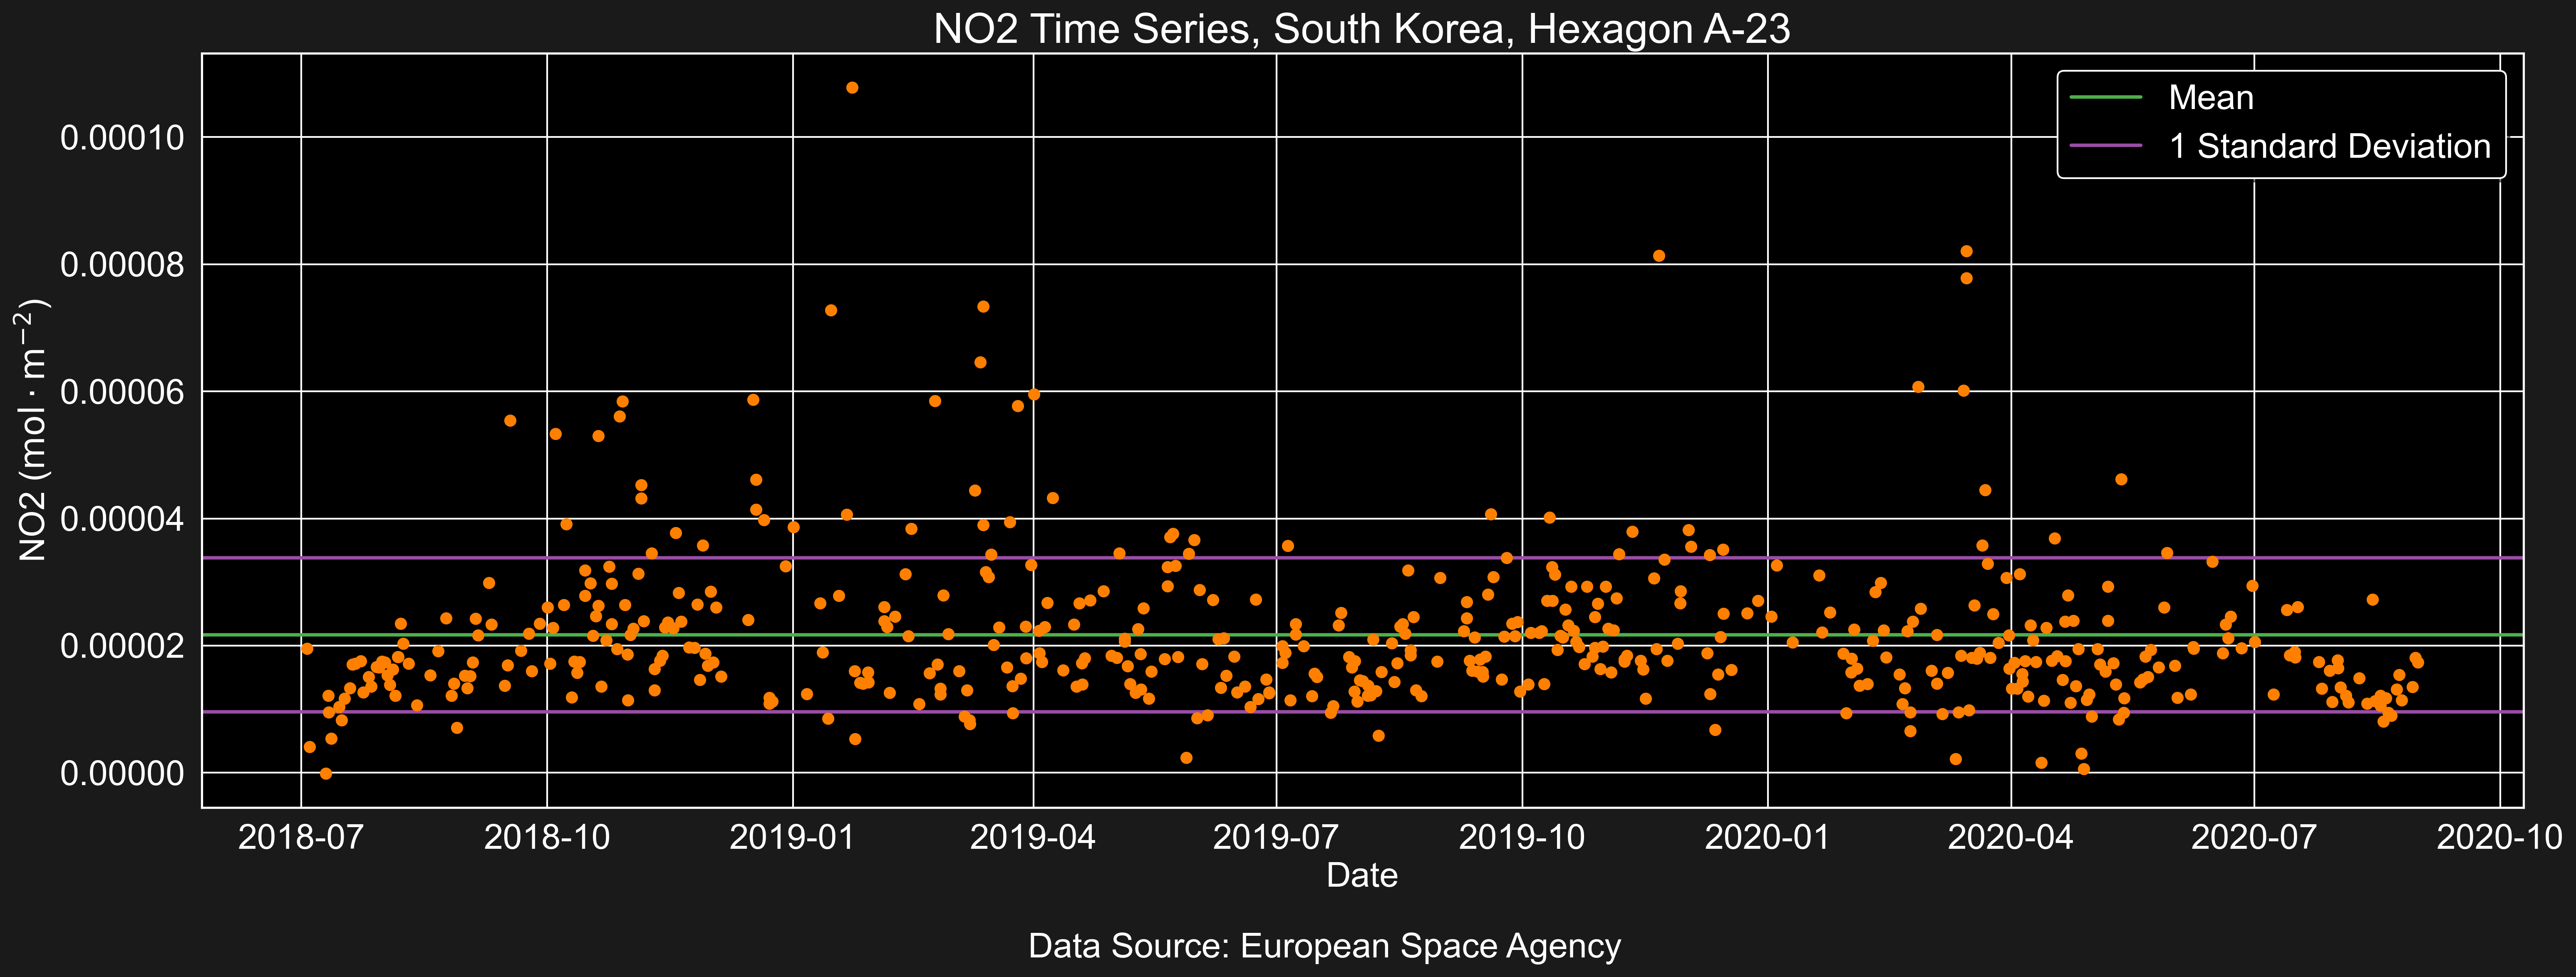 NO2 Time Series, South Korea, Hexagon A-23
Mean
1 Standard Deviation
NO2 (mol · m⁻²)
0.00010
0.00008
0.00006
0.00004
0.00002
0.00000
2018-07 2018-10 2019-01 2019-04 2019-07 2019-10 2020-01 2020-04 2020-07 2020-10
Date
Data Source: European Space Agency